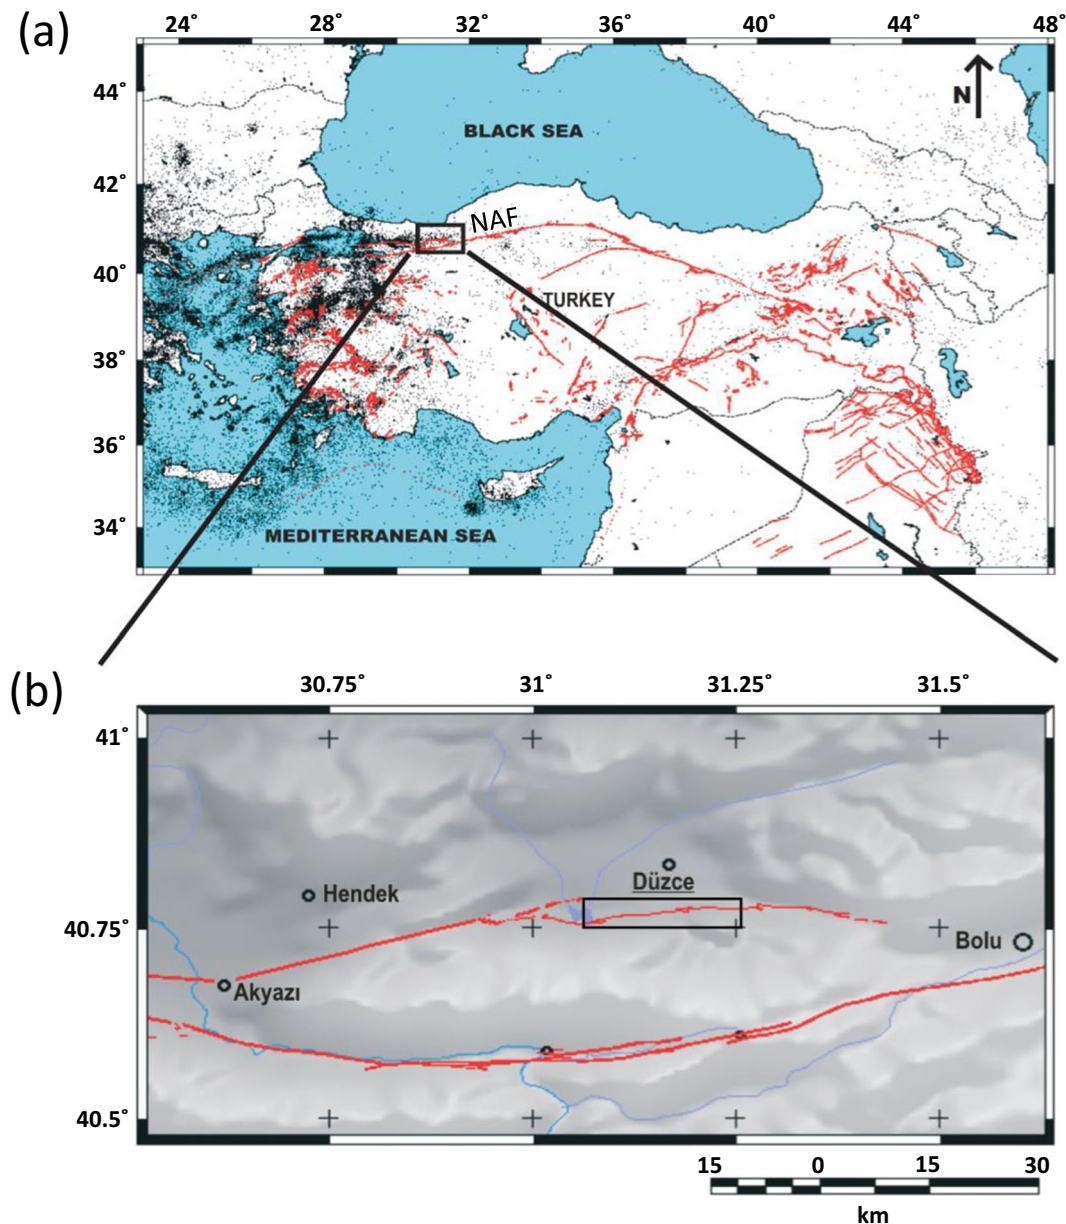 (a)
24° 28° 32° 36° 40° 44° 48°
44°
N
BLACK SEA
42°
NAF
40°
TURKEY
38°
36°
34°
MEDITERRANEAN SEA
(b)
30.75° 31° 31.25° 31.5°
41°
Düzce
Hendek
40.75°
Bolu
Akyazı
40.5°
15 0 15 30
km